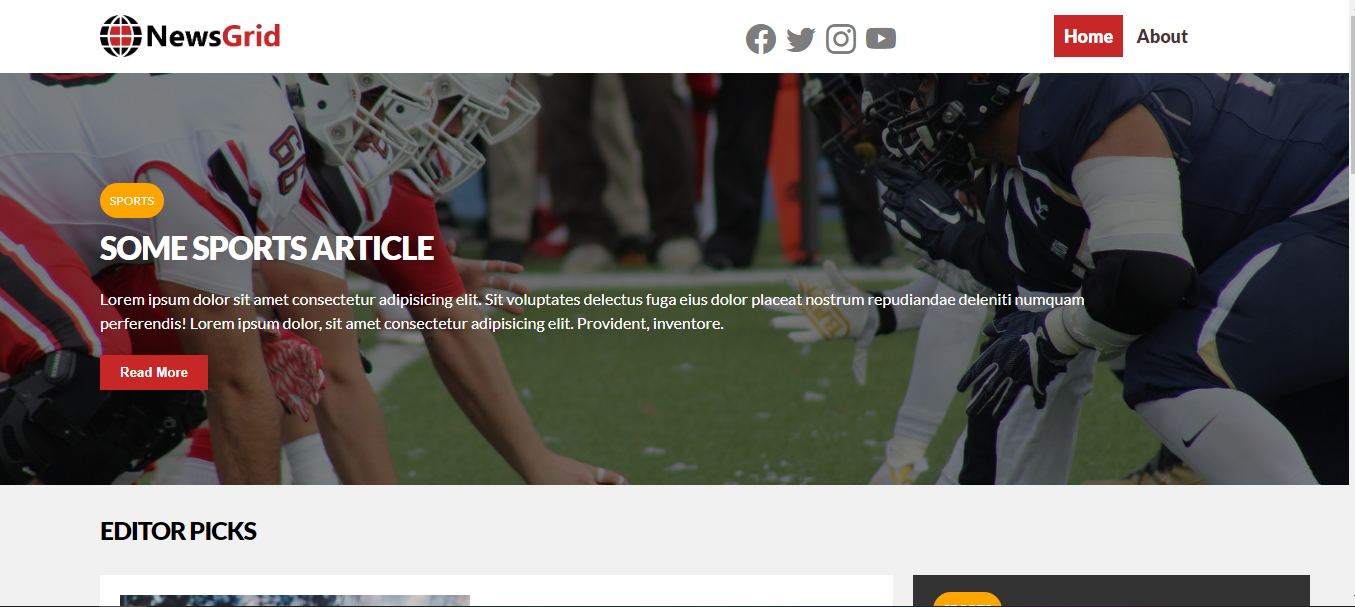 NewsGrid
Home About
66
SPORTS
SOME SPORTS ARTICLE
Lorem ipsum dolor sit amet consectetur adipisicing elit. Sit voluptates delectus fuga eius dolor placeat nostrum repudiandae deleniti numquam
perferendis! Lorem ipsum dolor, sit amet consectetur adipisicing elit. Provident, inventore.
Read More
EDITOR PICKS
SPORTS